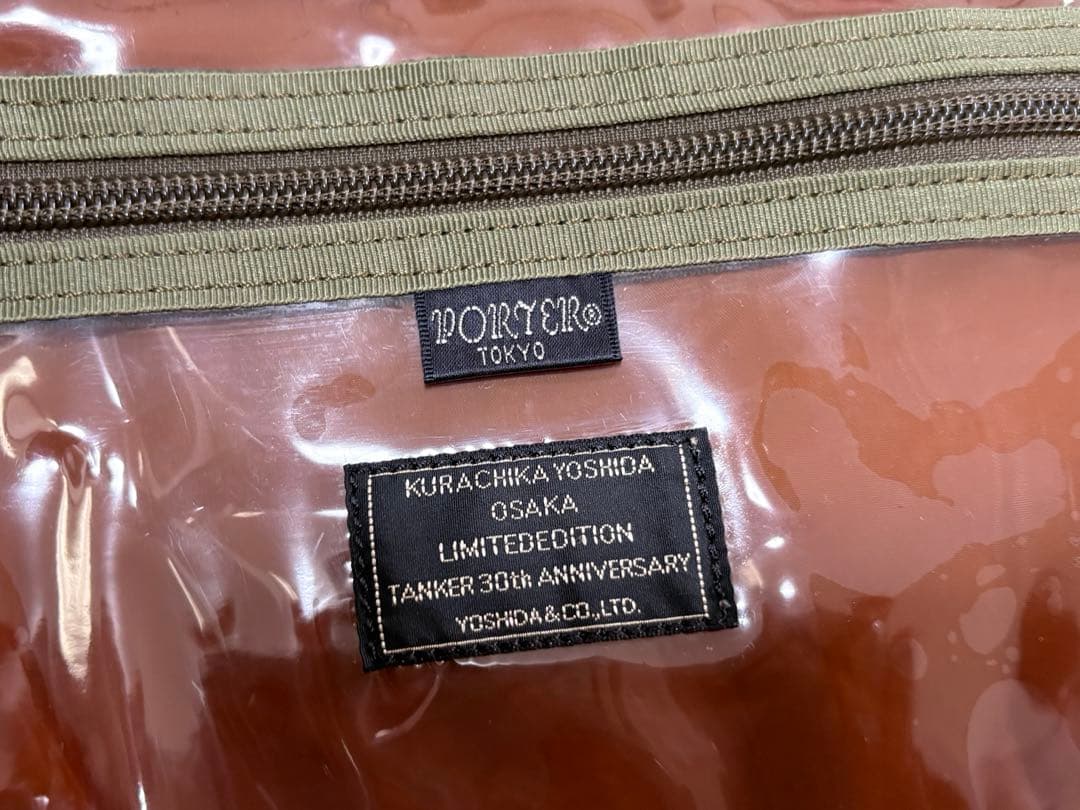 PORTER®
TOKYO
KURACHIKA YOSHIDA
OSAKA
LIMITEDEDITION
TANKER 30th ANNIVERSARY
YOSHIDA&CO.,LTD.